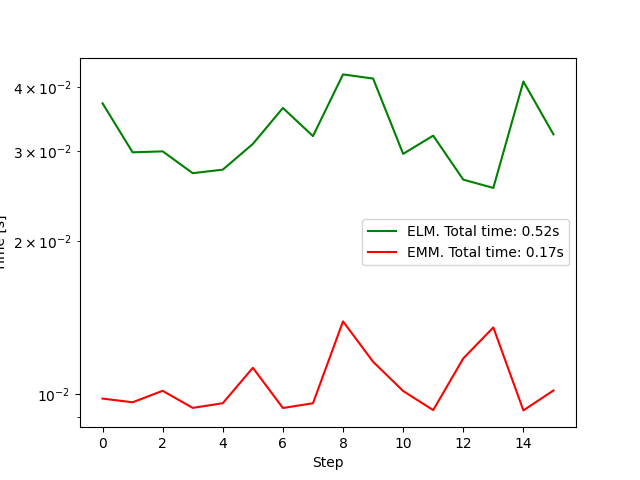 4 × 10⁻²
3 × 10⁻²
2 × 10⁻²
10⁻²
Time [s]
ELM. Total time: 0.52s
EMM. Total time: 0.17s
0 2 4 6 8 10 12 14
Step